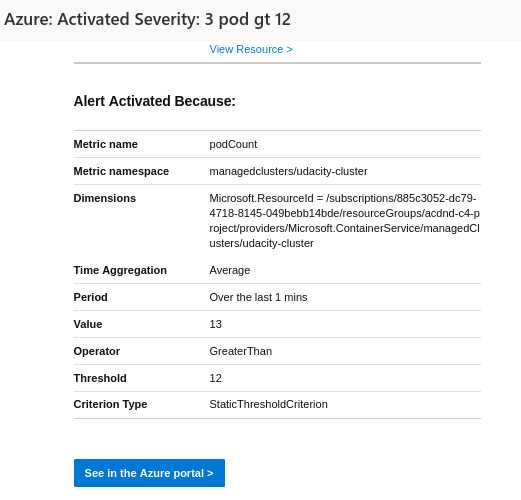 Azure: Activated Severity: 3 pod gt 12
View Resource >
Alert Activated Because:
Metric name podCount
Metric namespace managedclusters/udacity-cluster
Dimensions Microsoft.ResourceId = /subscriptions/885c3052-dc79-
4718-8145-049bebb14bde/resourceGroups/acdnd-c4-p
roject/providers/Microsoft.ContainerService/managedCl
usters/udacity-cluster
Time Aggregation Average
Period Over the last 1 mins
Value 13
Operator GreaterThan
Threshold 12
Criterion Type StaticThresholdCriterion
See in the Azure portal >